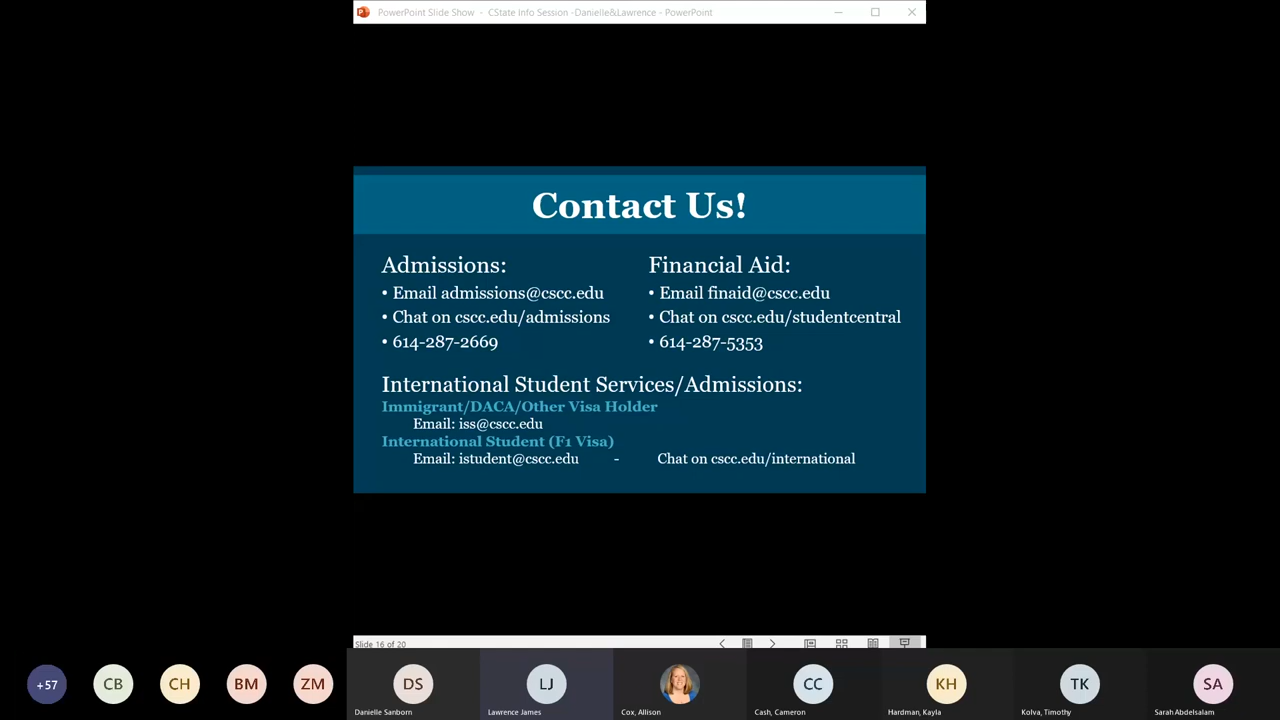 PowerPoint Slide Show - CState Info Session -Danielle&Lawrence - PowerPoint
Contact Us!
Admissions:
• Email admissions@cscc.edu
• Chat on cscc.edu/admissions
• 614-287-2669
Financial Aid:
• Email finaid@cscc.edu
• Chat on cscc.edu/studentcentral
• 614-287-5353
International Student Services/Admissions:
Immigrant/DACA/Other Visa Holder
Email: iss@cscc.edu
International Student (F1 Visa)
Email: istudent@cscc.edu - Chat on cscc.edu/international
Slide 16 of 20
+57
CB
CH
BM
ZM
DS
Danielle Sanborn
LJ
Lawrence James
Cox, Allison
CC
Cash, Cameron
KH
Hardman, Kayla
TK
Kolva, Timothy
SA
Sarah Abdelsalam